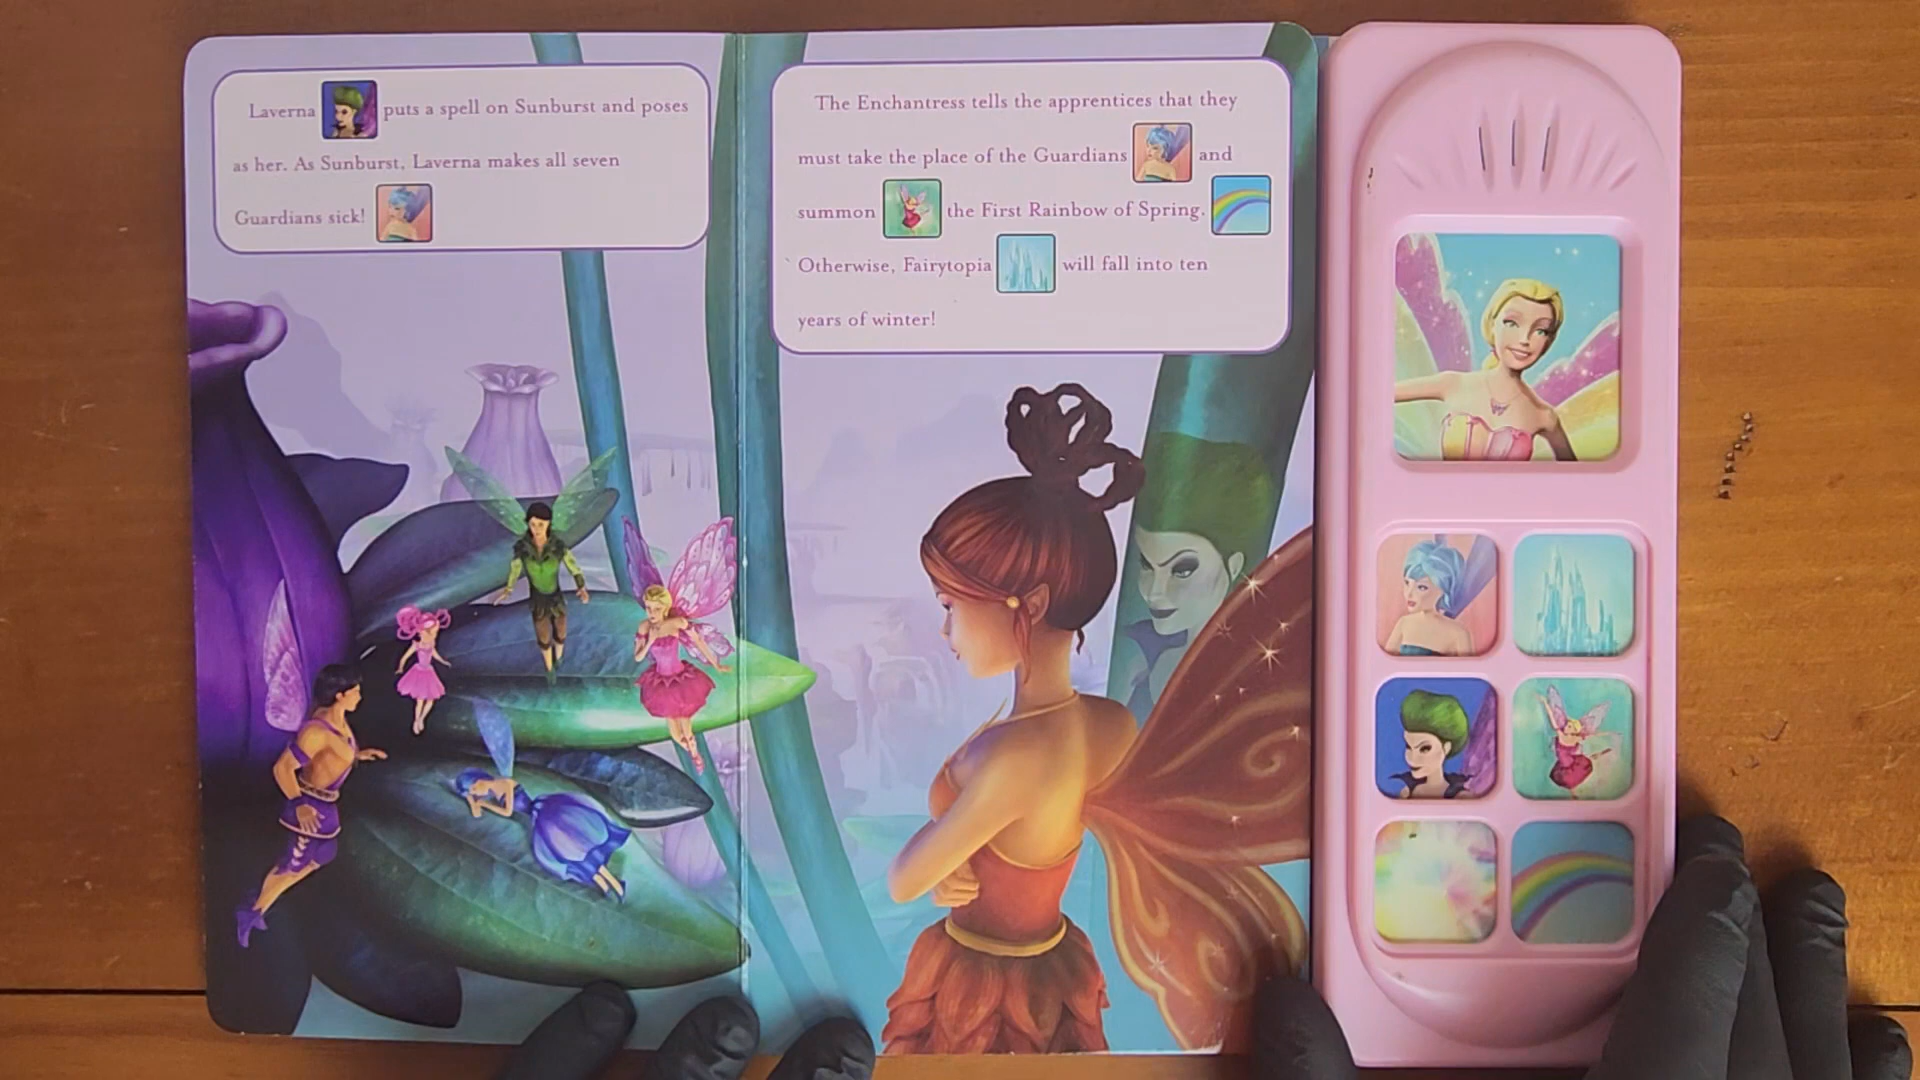 Laverna puts a spell on Sunburst and poses
as her. As Sunburst, Laverna makes all seven
Guardians sick!
The Enchantress tells the apprentices that they
must take the place of the Guardians and
summon the First Rainbow of Spring.
Otherwise, Fairytopia will fall into ten
years of winter!